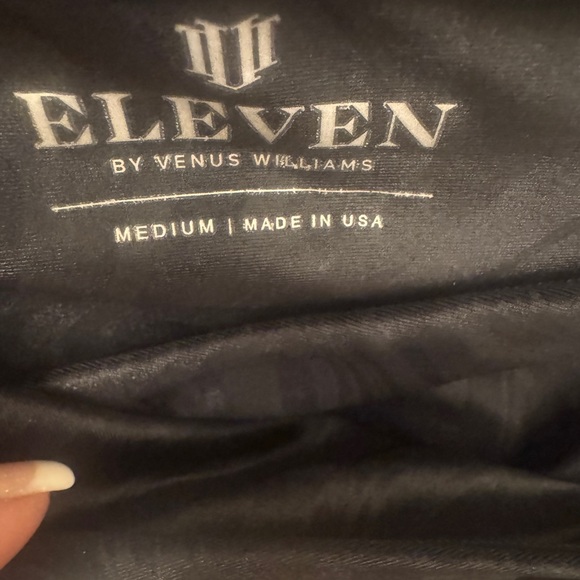 ELEVEN
BY VENUS WILLIAMS
MEDIUM | MADE IN USA